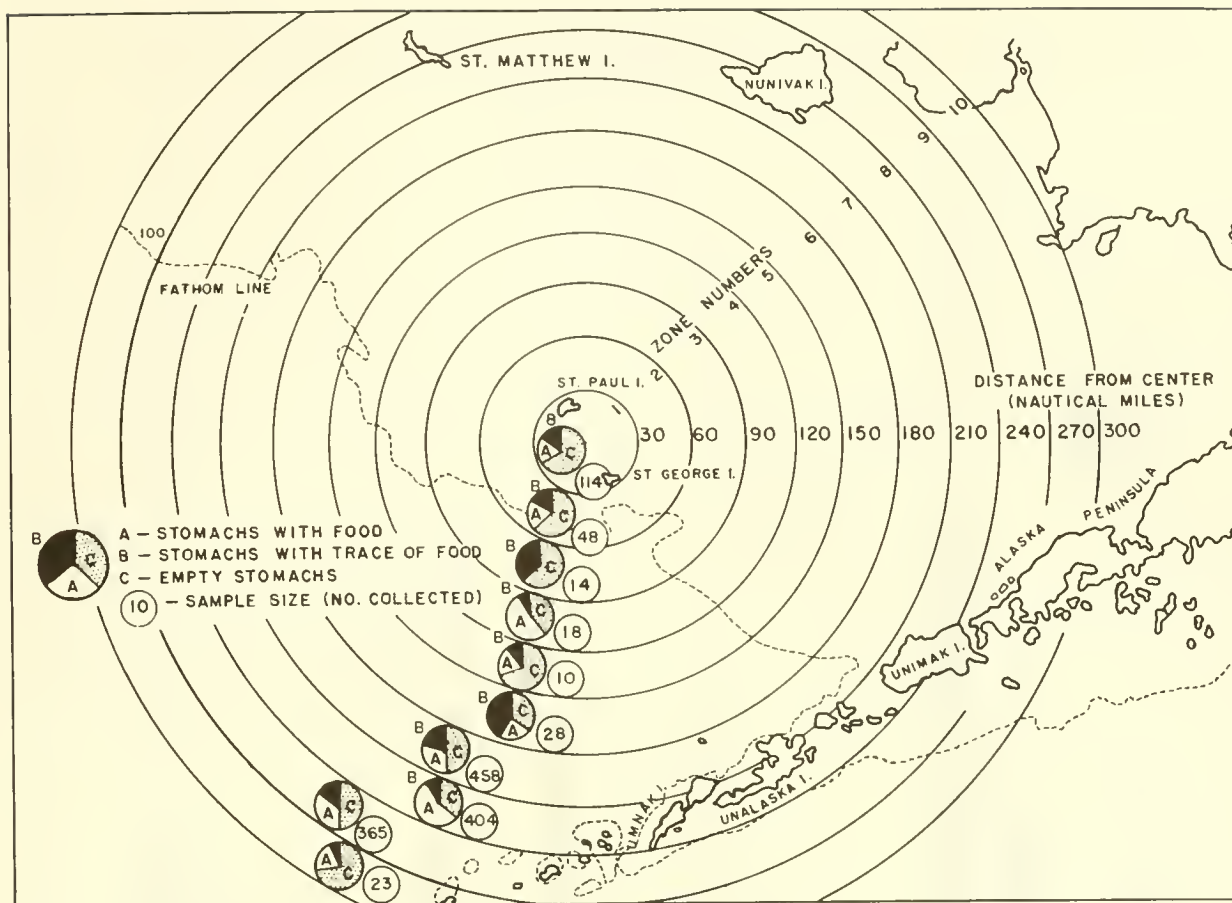 ST. MATTHEW I.
NUNIVAK I.
10
9
8
7
6
5
4
3
2
ZONE NUMBERS
100
FATHOM LINE
ST. PAUL I.
DISTANCE FROM CENTER
(NAUTICAL MILES)
30 60 90 120 150 180 210 240 270 300
ST GEORGE I.
B
A
C
114
B
A
C
48
B
C
14
C
A
18
B
A
C
10
B
C
A
28
B
C
A
458
B
C
A
404
C
A
365
A
C
23
B
C
A
A – STOMACHS WITH FOOD
B – STOMACHS WITH TRACE OF FOOD
C – EMPTY STOMACHS
10 – SAMPLE SIZE (NO. COLLECTED)
ALASKA PENINSULA
UNIMAK I.
UNALASKA I.
UMNAK I.